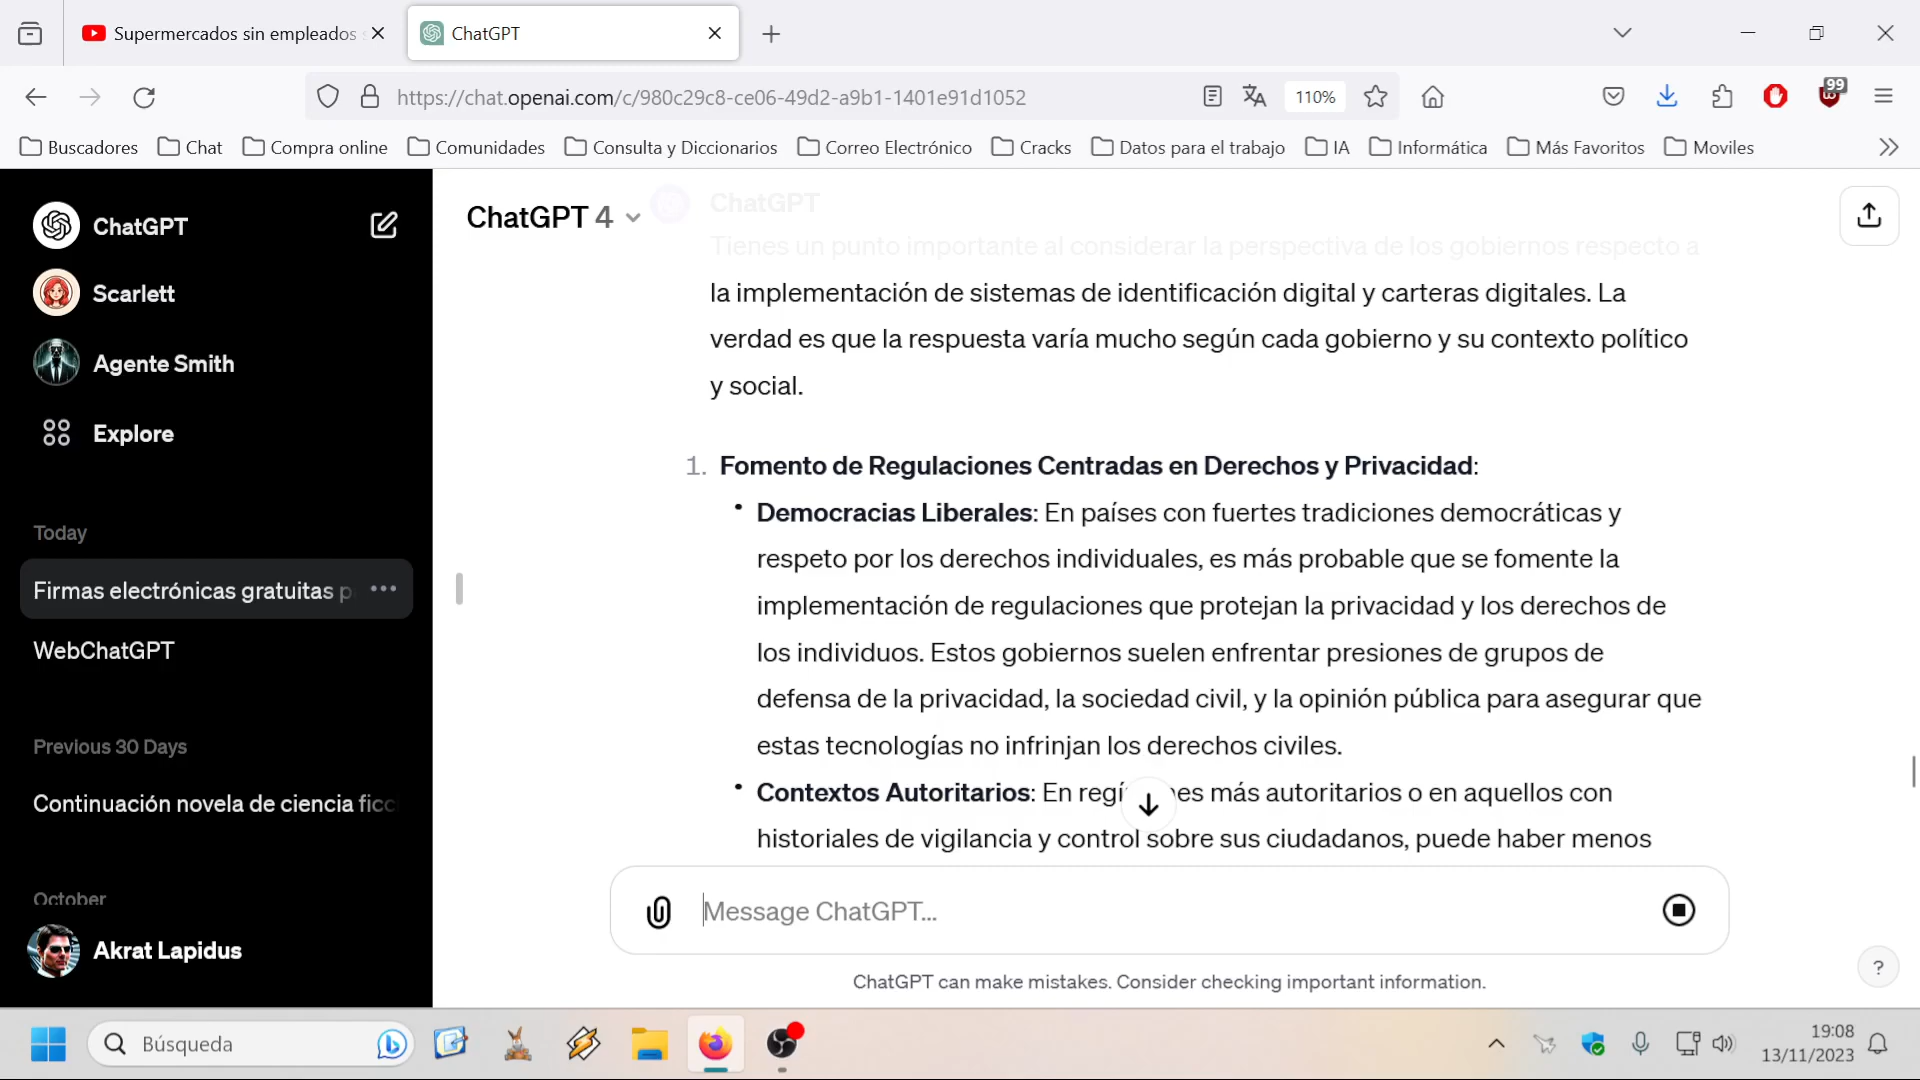 Supermercados sin empleados
ChatGPT
https://chat.openai.com/c/980c29c8-ce06-49d2-a9b1-1401e91d1052
110%
99
Buscadores
Chat
Compra online
Comunidades
Consulta y Diccionarios
Correo Electrónico
Cracks
Datos para el trabajo
IA
Informática
Más Favoritos
Moviles
ChatGPT
Scarlett
Agente Smith
Explore
Today
Firmas electrónicas gratuitas p
WebChatGPT
Previous 30 Days
Continuación novela de ciencia ficc
October
Akrat Lapidus
ChatGPT 4
ChatGPT
Tienes un punto importante al considerar la perspectiva de los gobiernos respecto a
la implementación de sistemas de identificación digital y carteras digitales. La
verdad es que la respuesta varía mucho según cada gobierno y su contexto político
y social.
1. Fomento de Regulaciones Centradas en Derechos y Privacidad:
• Democracias Liberales: En países con fuertes tradiciones democráticas y
respeto por los derechos individuales, es más probable que se fomente la
implementación de regulaciones que protejan la privacidad y los derechos de
los individuos. Estos gobiernos suelen enfrentar presiones de grupos de
defensa de la privacidad, la sociedad civil, y la opinión pública para asegurar que
estas tecnologías no infrinjan los derechos civiles.
• Contextos Autoritarios: En regímenes más autoritarios o en aquellos con
historiales de vigilancia y control sobre sus ciudadanos, puede haber menos
Message ChatGPT...
ChatGPT can make mistakes. Consider checking important information.
?
Búsqueda
19:08
13/11/2023